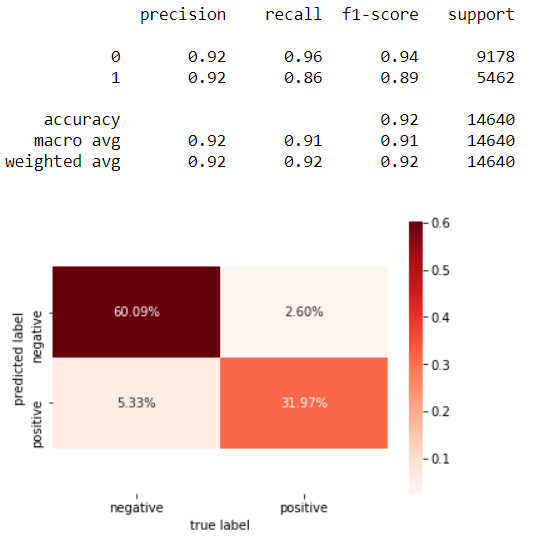 precision recall f1-score support
0 0.92 0.96 0.94 9178
1 0.92 0.86 0.89 5462
accuracy 0.92 14640
macro avg 0.92 0.91 0.91 14640
weighted avg 0.92 0.92 0.92 14640
0.6
0.5
0.4
0.3
0.2
0.1
predicted label
negative
positive
60.09% 2.60%
5.33% 31.97%
negative positive
true label